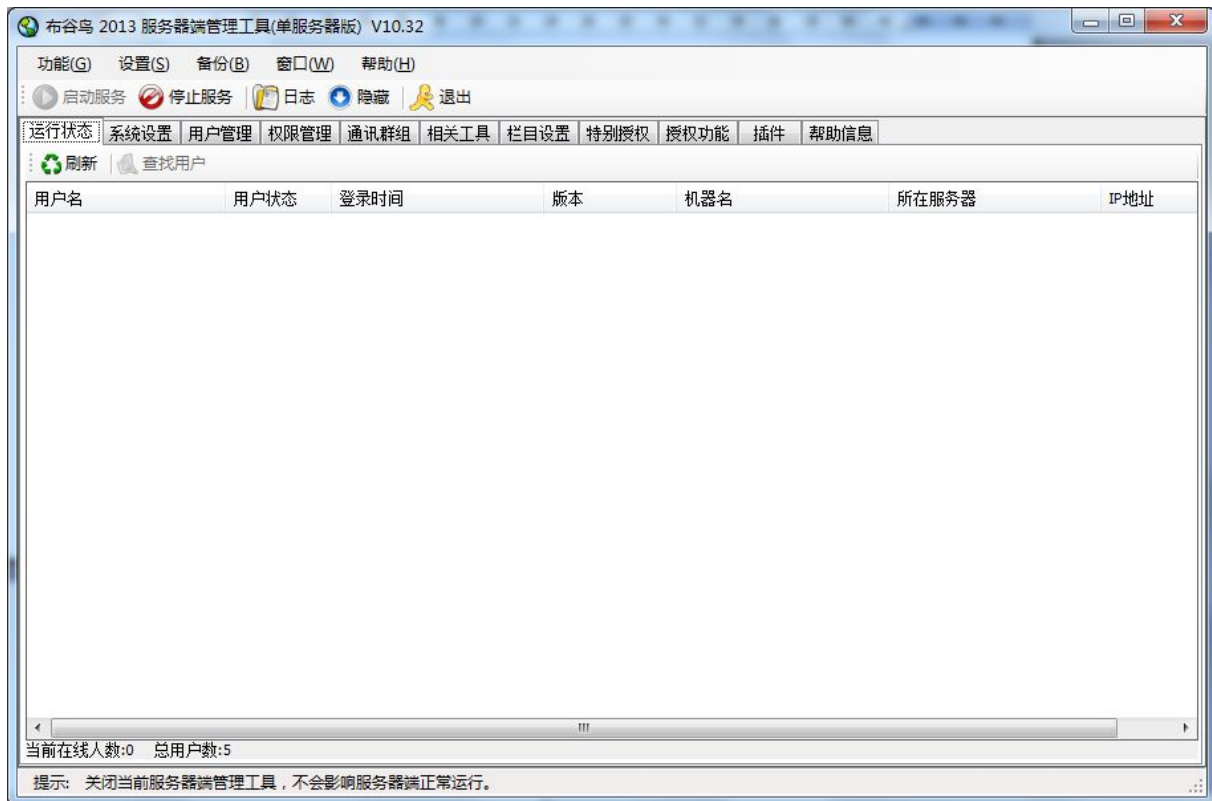 布谷鸟 2013 服务器端管理工具(单服务器版) V10.32
功能(G) 设置(S) 备份(B) 窗口(W) 帮助(H)
启动服务 停止服务 日志 隐藏 退出
运行状态 系统设置 用户管理 权限管理 通讯群组 相关工具 栏目设置 特别授权 授权功能 插件 帮助信息
刷新 查找用户
用户名 用户状态 登录时间 版本 机器名 所在服务器 IP地址
当前在线人数:0 总用户数:5
提示: 关闭当前服务器端管理工具，不会影响服务器端正常运行。